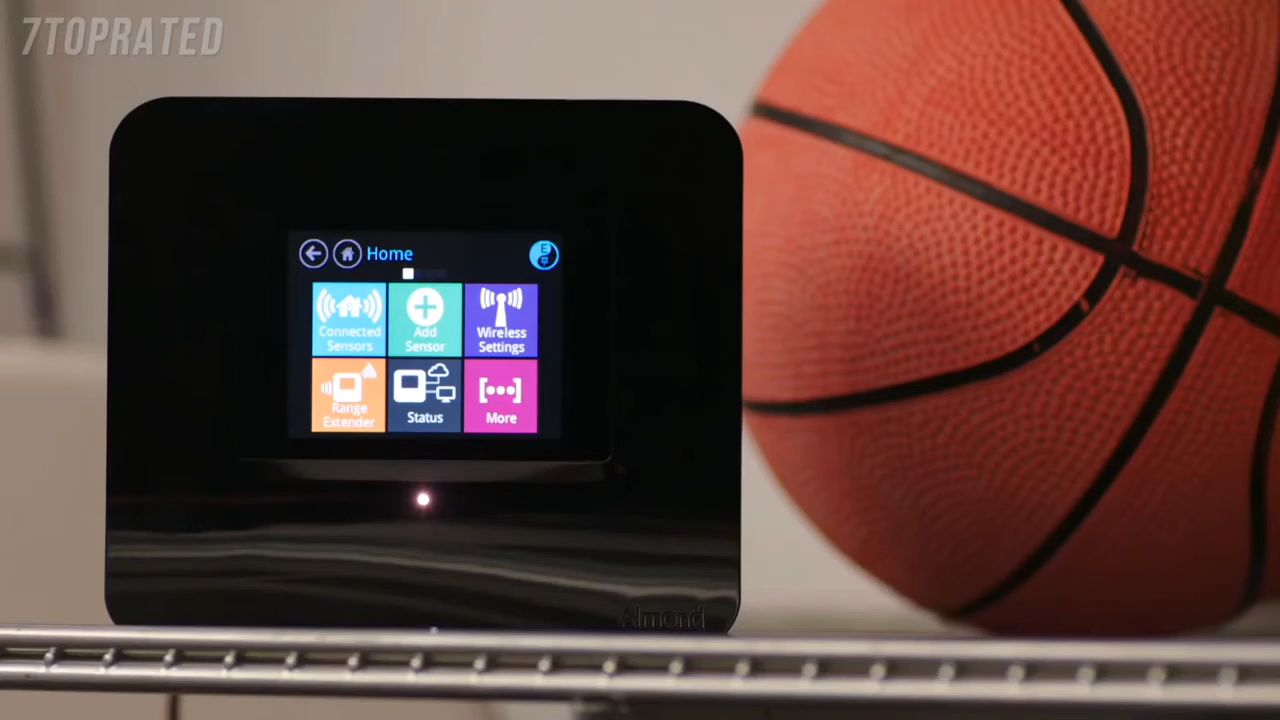 7TOPRATED
Home
Connected
Sensors
Add
Sensor
Wireless
Settings
Range
Extender
Status
More
Almond